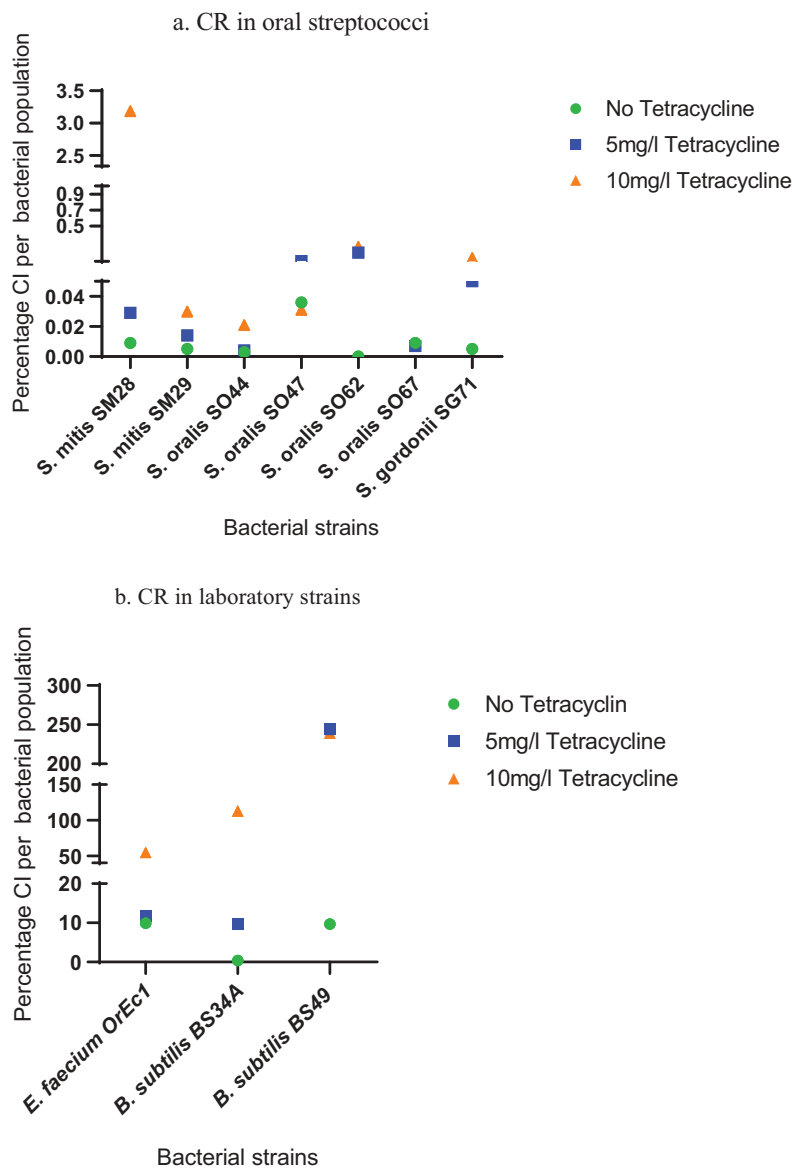 a. CR in oral streptococci
Percentage CI per bacterial population
3.5
3.0
2.5
0.9
0.7
0.5
0.04
0.02
0.00
S. mitis SM28
S. mitis SM29
S. oralis SO44
S. oralis SO47
S. oralis SO62
S. oralis SO67
S. gordonii SG71
Bacterial strains
No Tetracycline
5mg/l Tetracycline
10mg/l Tetracycline
b. CR in laboratory strains
Percentage CI per bacterial population
300
250
200
150
100
50
20
10
0
E. faecium OrEc1
B. subtilis BS34A
B. subtilis BS49
Bacterial strains
No Tetracyclin
5mg/l Tetracycline
10mg/l Tetracycline